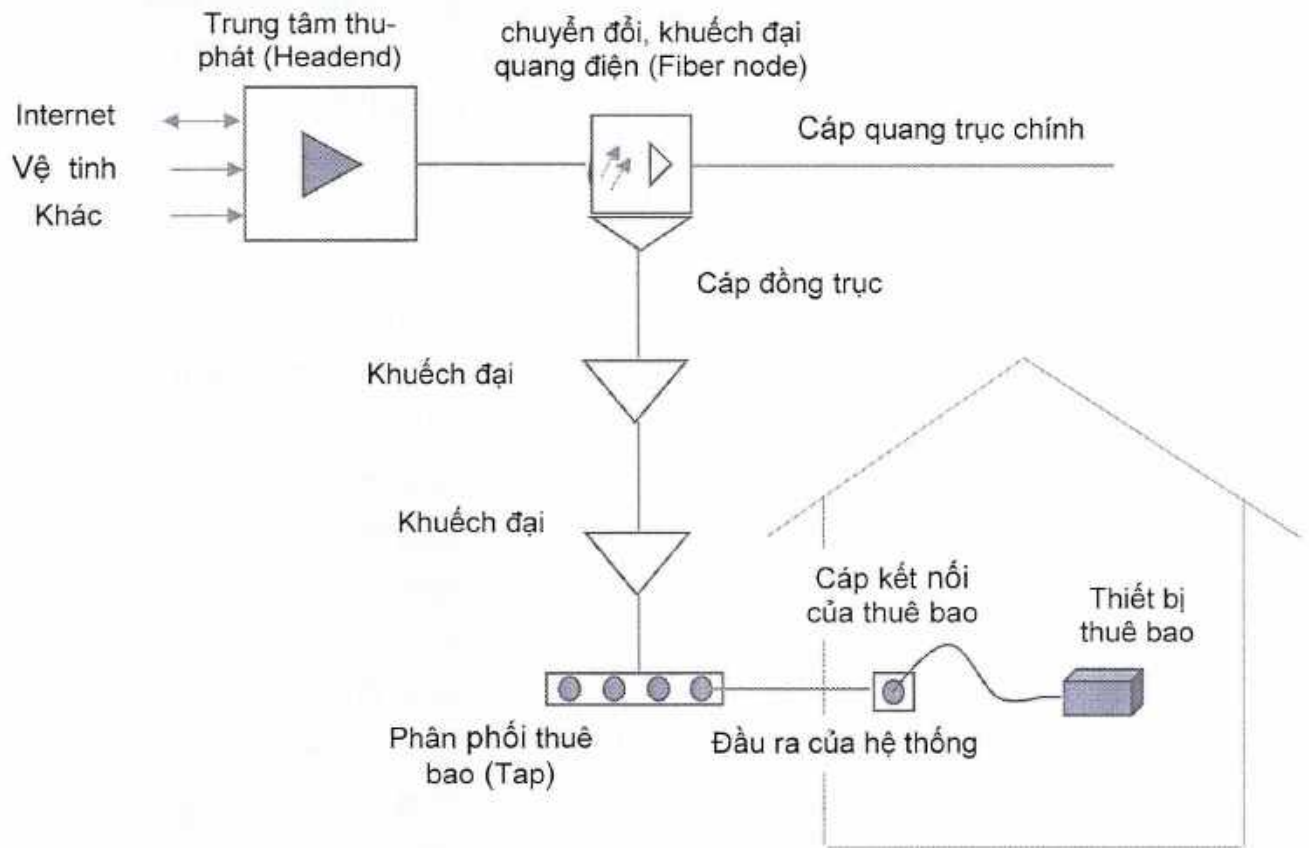 Trung tâm thu-
phát (Headend)
chuyển đổi, khuếch đại
quang điện (Fiber node)
Internet
Vệ tinh
Khác
Cáp quang trục chính
Cáp đồng trục
Khuếch đại
Khuếch đại
Cáp kết nối
của thuê bao
Thiết bị
thuê bao
Phân phối thuê
bao (Tap)
Đầu ra của hệ thống